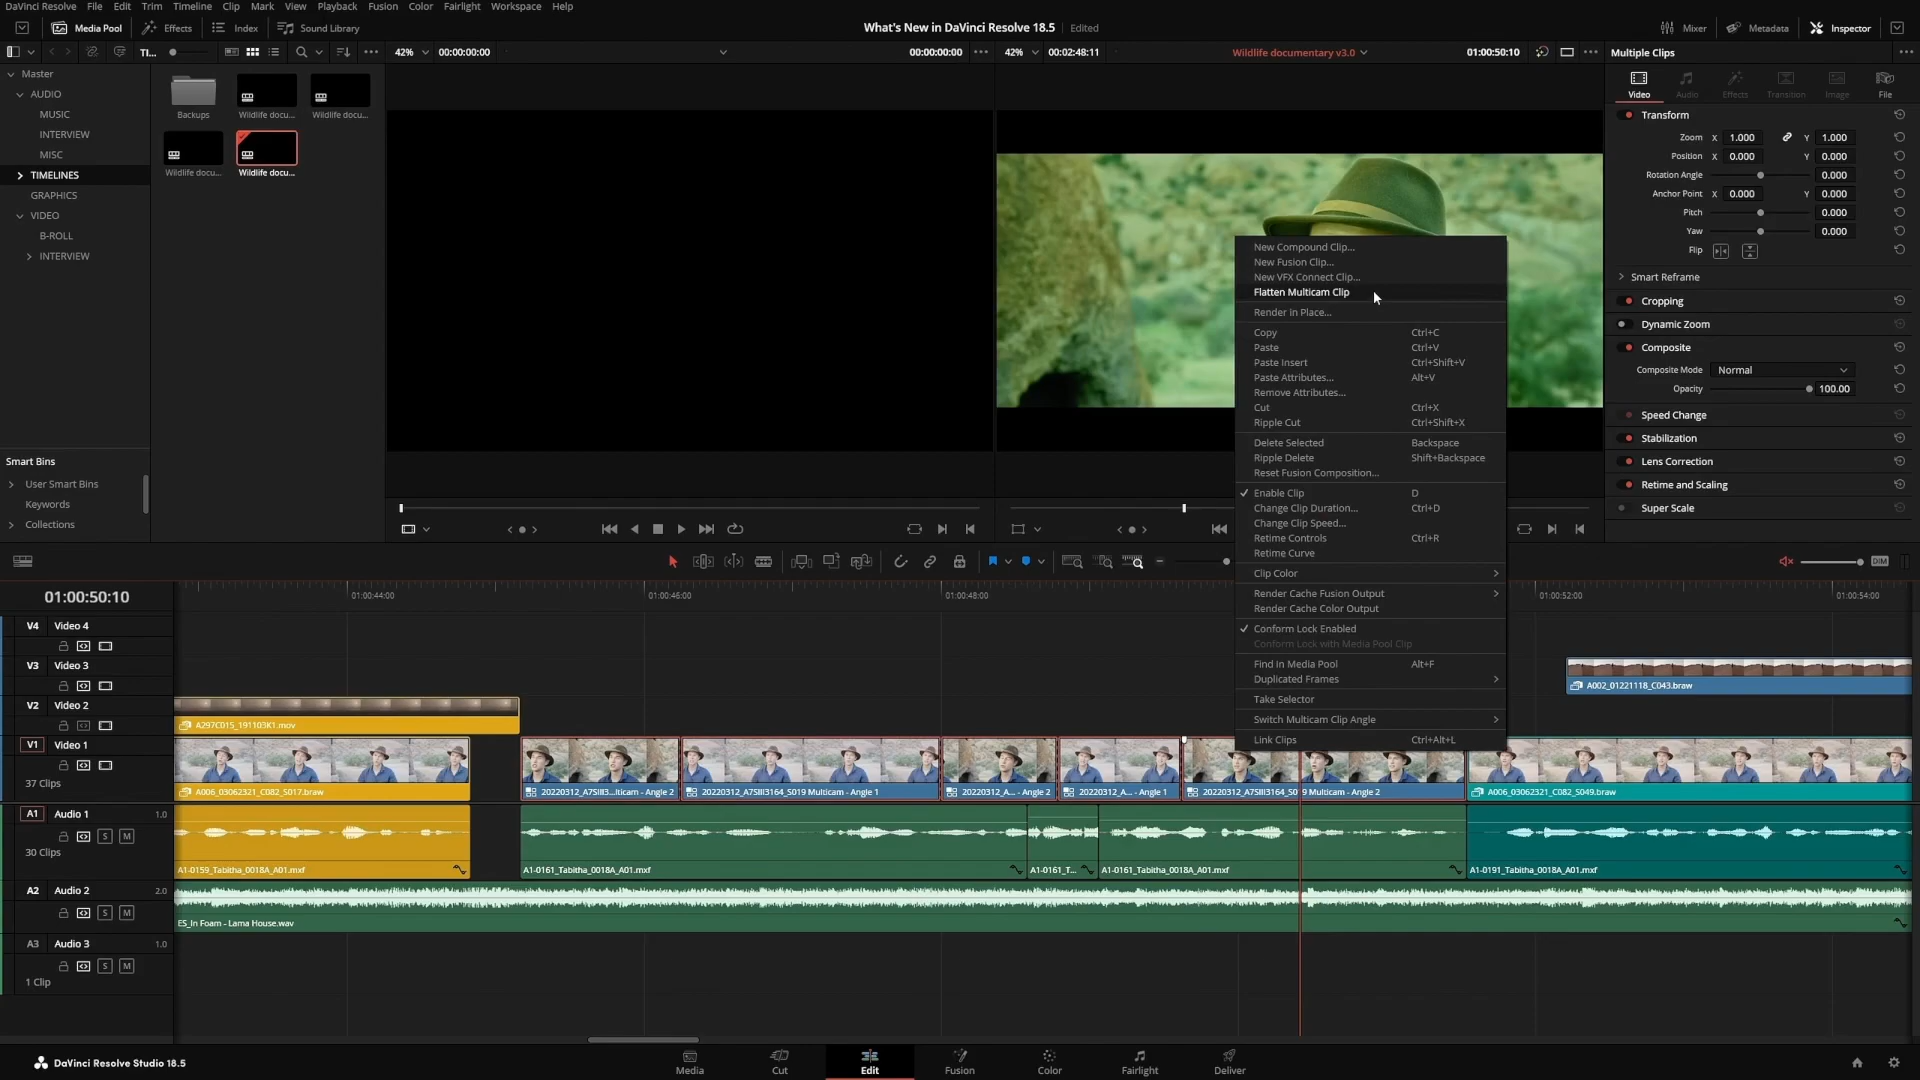 DaVinci Resolve File Edit Trim Timeline Clip Mark View Playback Fusion Color Fairlight Workspace Help
Media Pool Effects Index Sound Library
What's New in DaVinci Resolve 18.5 Edited
Mixer Metadata Inspector
TI... 42% 00:00:00:00 00:00:00:00 42% 00:02:48:11 Wildlife documentary v3.0 01:00:50:10 Multiple Clips
Master
AUDIO
MUSIC
INTERVIEW
MISC
TIMELINES
GRAPHICS
VIDEO
B-ROLL
INTERVIEW
Smart Bins
User Smart Bins
Keywords
Collections
Backups Wildlife docu... Wildlife docu...
Wildlife docu... Wildlife docu...
Video Audio Effects Transition Image File
Transform
Zoom X 1.000 Y 1.000
Position X 0.000 Y 0.000
Rotation Angle 0.000
Anchor Point X 0.000 Y 0.000
Pitch 0.000
Yaw 0.000
Flip
Smart Reframe
Cropping
Dynamic Zoom
Composite
Composite Mode Normal
Opacity 100.00
Speed Change
Stabilization
Lens Correction
Retime and Scaling
Super Scale
New Compound Clip...
New Fusion Clip...
New VFX Connect Clip...
Flatten Multicam Clip
Render in Place...
Copy Ctrl+C
Paste Ctrl+V
Paste Insert Ctrl+Shift+V
Paste Attributes... Alt+V
Remove Attributes...
Cut Ctrl+X
Ripple Cut Ctrl+Shift+X
Delete Selected Backspace
Ripple Delete Shift+Backspace
Reset Fusion Composition...
Enable Clip D
Change Clip Duration... Ctrl+D
Change Clip Speed...
Retime Controls Ctrl+R
Retime Curve
Clip Color
Render Cache Fusion Output
Render Cache Color Output
Conform Lock Enabled
Conform Lock with Media Pool Clip
Find in Media Pool Alt+F
Duplicated Frames
Take Selector
Switch Multicam Clip Angle
Link Clips Ctrl+Alt+L
DIM
01:00:50:10 01:00:44:00 01:00:46:00 01:00:48:00 01:00:52:00 01:00:54:00
V4 Video 4
V3 Video 3
A002_01221118_C043.braw
V2 Video 2
A297C015_191103K1.mov
V1 Video 1
37 Clips
A006_03062321_C082_S017.braw 20220312_A7SIII3...lticam - Angle 2 20220312_A7SIII3164_S019 Multicam - Angle 1 20220312_A... - Angle 2 20220312_A... - Angle 1 20220312_A7SIII3164_S019 Multicam - Angle 2 A006_03062321_C082_S049.braw
A1 Audio 1 1.0
S M
30 Clips
A1-0159_Tabitha_0018A_A01.mxf A1-0161_Tabitha_0018A_A01.mxf A1-0161_T... A1-0161_Tabitha_0018A_A01.mxf A1-0191_Tabitha_0018A_A01.mxf
A2 Audio 2 2.0
S M
ES_In Foam - Lama House.wav
A3 Audio 3 1.0
S M
1 Clip
DaVinci Resolve Studio 18.5
Media Cut Edit Fusion Color Fairlight Deliver